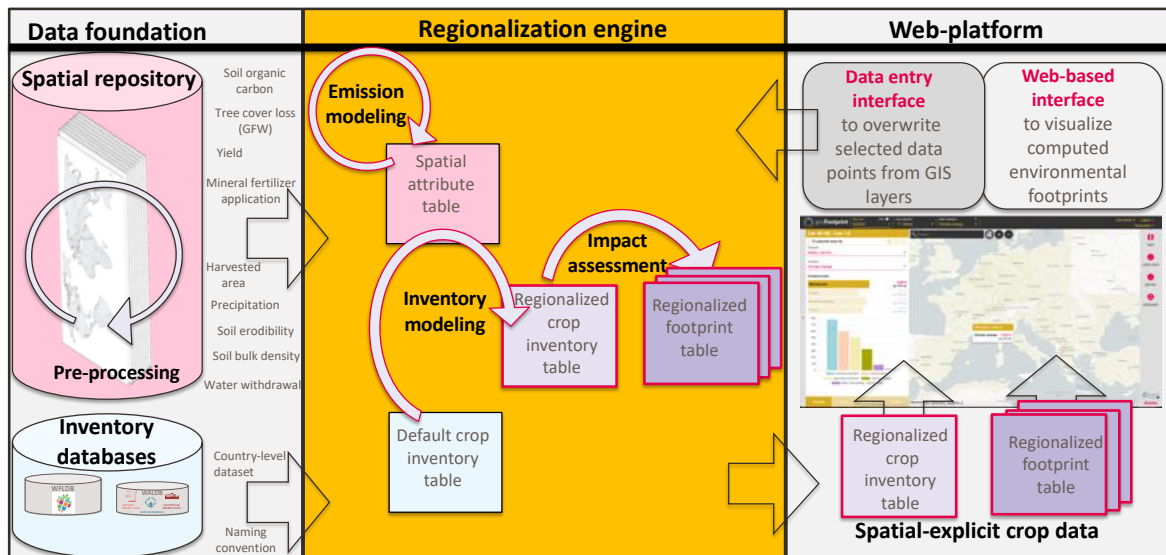 Data foundation
Regionalization engine
Web-platform
Spatial repository
Pre-processing
Soil organic
carbon
Tree cover loss
(GFW)
Yield
Mineral fertilizer
application
Harvested
area
Precipitation
Soil erodibility
Soil bulk density
Water withdrawal
Inventory
databases
WFLDB
WALDB
Country-level
dataset
Naming
convention
Emission
modeling
Spatial
attribute
table
Inventory
modeling
Impact
assessment
Regionalized
crop
inventory
table
Regionalized
footprint
table
Default crop
inventory
table
Data entry
interface
to overwrite
selected data
points from GIS
layers
Web-based
interface
to visualize
computed
environmental
footprints
Regionalized
crop
inventory
table
Regionalized
footprint
table
Spatial-explicit crop data